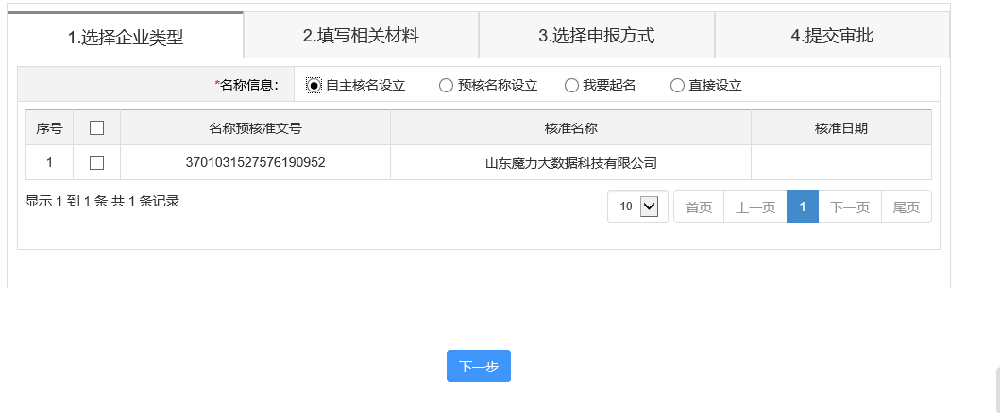 1.选择企业类型 2.填写相关材料 3.选择申报方式 4.提交审批
*名称信息： 自主核名设立 预核名称设立 我要起名 直接设立
序号 名称预核准文号 核准名称 核准日期
1 3701031527576190952 山东魔力大数据科技有限公司
显示 1 到 1 条 共 1 条记录 10 首页 上一页 1 下一页 尾页
下一步